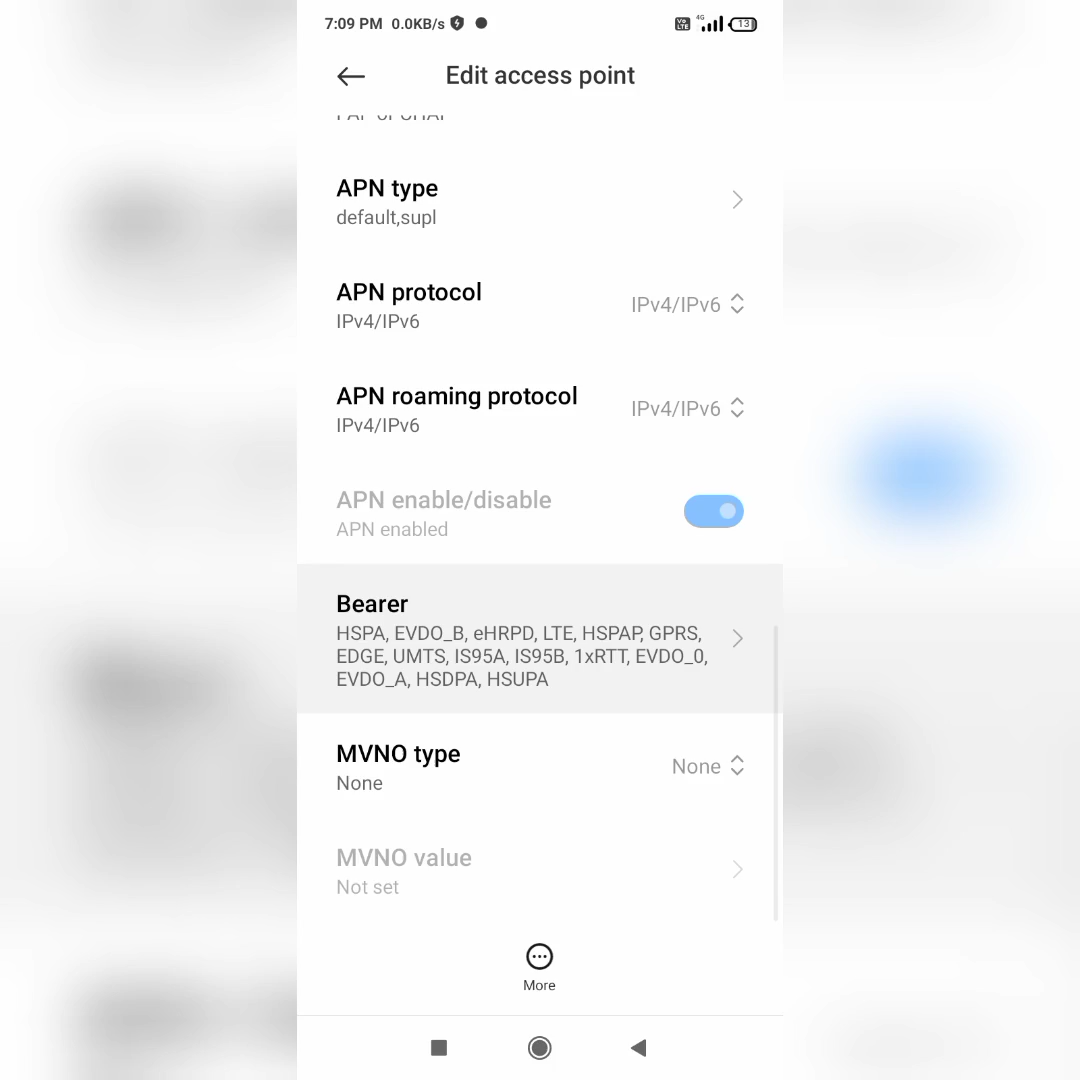 7:09 PM 0.0KB/s
4G
13
Edit access point
APN type
default,supl
APN protocol
IPv4/IPv6
IPv4/IPv6
APN roaming protocol
IPv4/IPv6
IPv4/IPv6
APN enable/disable
APN enabled
Bearer
HSPA, EVDO_B, eHRPD, LTE, HSPAP, GPRS,
EDGE, UMTS, IS95A, IS95B, 1xRTT, EVDO_0,
EVDO_A, HSDPA, HSUPA
MVNO type
None
None
MVNO value
Not set
More